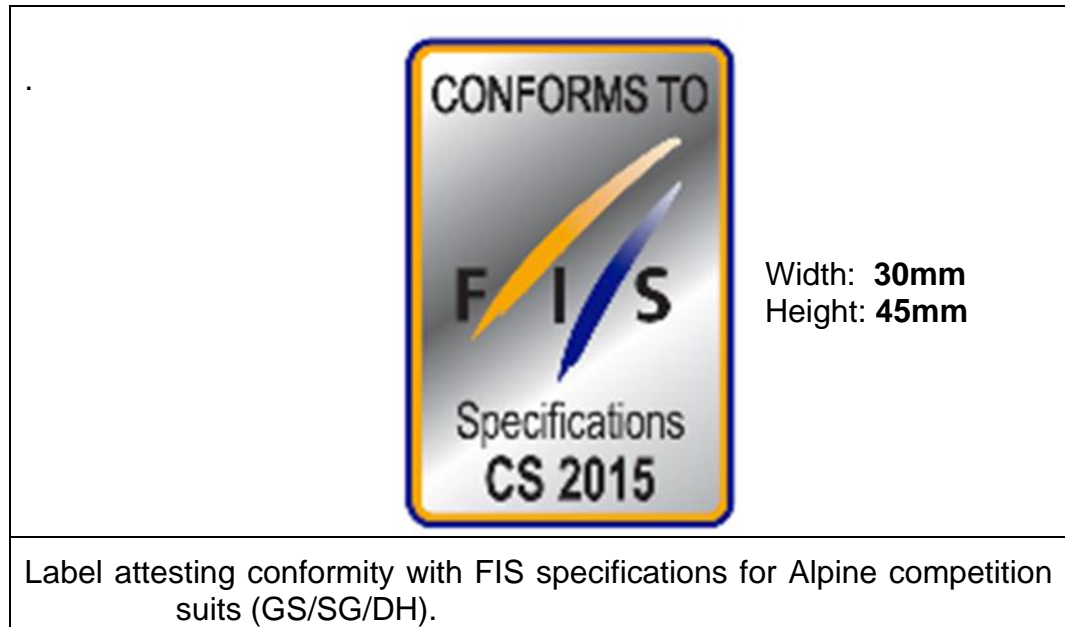 .
CONFORMS TO
F I S
Specifications
CS 2015
Width: 30mm
Height: 45mm
Label attesting conformity with FIS specifications for Alpine competition
suits (GS/SG/DH).